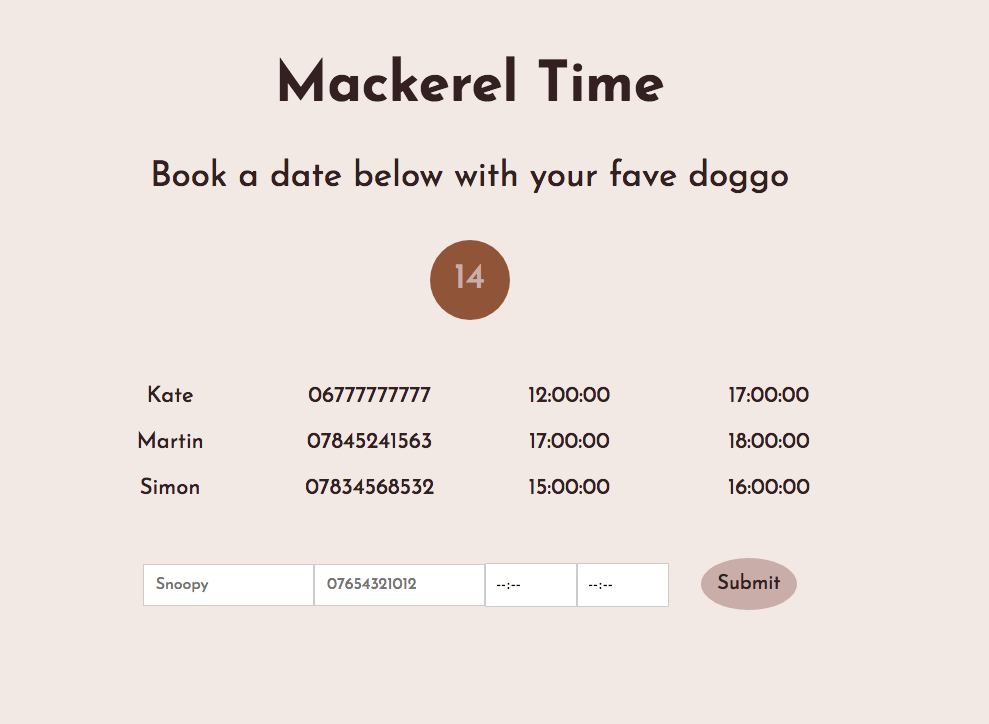 Mackerel Time
Book a date below with your fave doggo
14
Kate 06777777777 12:00:00 17:00:00
Martin 07845241563 17:00:00 18:00:00
Simon 07834568532 15:00:00 16:00:00
Snoopy 07654321012 --:-- --:-- Submit